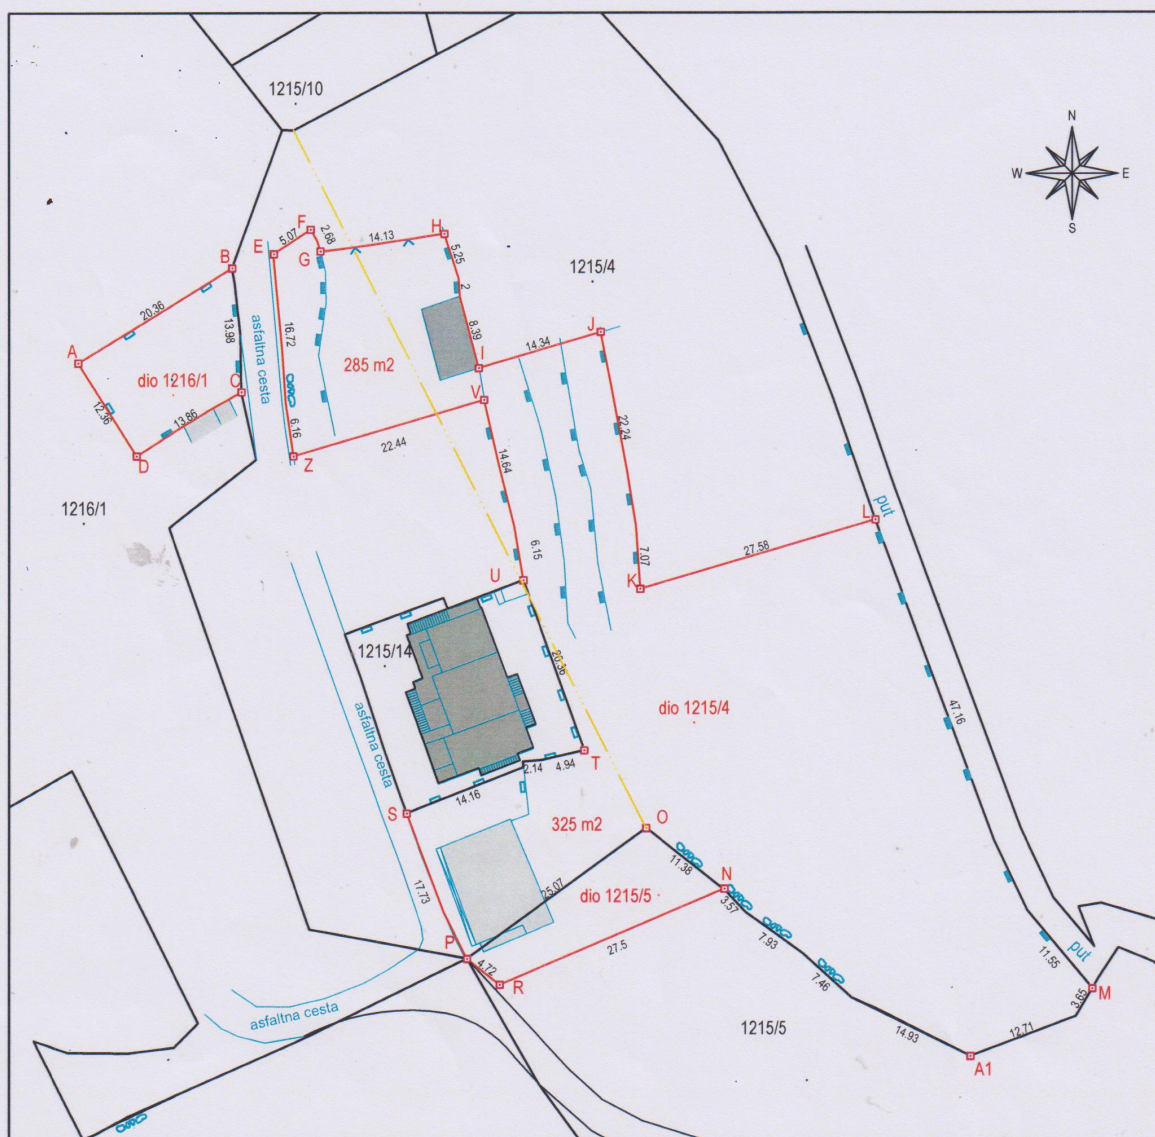 1215/10
N
W
E
S
F
H
5.07
2.68
14.13
E
G
5.25
B
1215/4
2
20.36
13.98
asfaltna cesta
16.72
8.39
J
14.34
A
285 m2
I
dio 1216/1
C
V
12.36
13.86
6.16
22.44
22.24
D
Z
14.64
1216/1
L
put
6.15
7.07
27.58
U
K
1215/14
20.36
asfaltna cesta
dio 1215/4
47.16
T
2.14
4.94
14.16
S
325 m2
O
11.38
17.73
25.07
dio 1215/5
N
3.57
7.93
P
27.5
11.55
put
4.72
R
7.46
M
3.65
asfaltna cesta
1215/5
14.93
12.71
A1